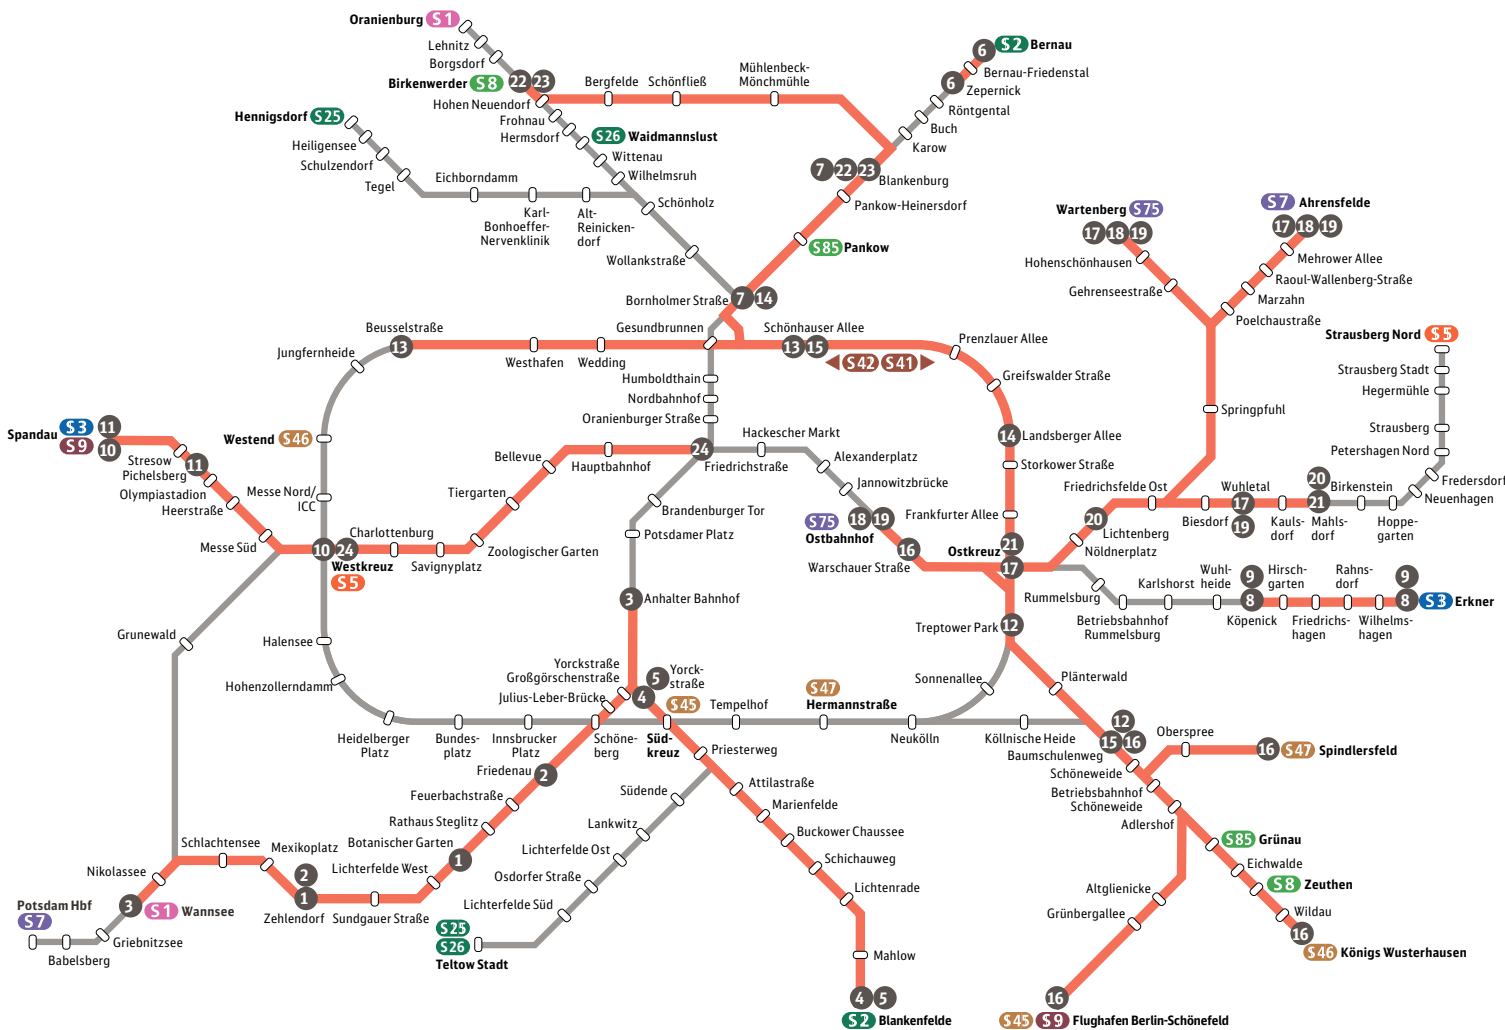 Oranienburg S1
Lehnitz
Borgsdorf
Birkenwerder S8 22 23
Hohen Neuendorf
Frohnau
Hermsdorf
S26 Waidmannslust
Wittenau
Wilhelmsruh
Schönholz
Wollankstraße
Hennigsdorf S25
Heiligensee
Schulzendorf
Tegel
Eichborndamm
Karl-
Bonhoeffer-
Nervenklinik
Alt-
Reinicken-
dorf
Bergfelde
Schönfließ
Mühlenbeck-
Mönchmühle
6 S2 Bernau
Bernau-Friedenstal
6
Zepernick
Röntgental
Buch
Karow
7 22 23
Blankenburg
Pankow-Heinersdorf
S85 Pankow
Bornholmer Straße 7 14
Wartenberg S75
17 18 19
Hohenschönhausen
Gehrenseestraße
S7 Ahrensfelde
17 18 19
Mehrower Allee
Raoul-Wallenberg-Straße
Marzahn
Poelchaustraße
Springpfuhl
Strausberg Nord S5
Strausberg Stadt
Hegermühle
Strausberg
Petershagen Nord
Fredersdorf
Neuenhagen
Hoppe-
garten
Birkenstein
20
21
Mahls-
dorf
Kauls-
dorf
Wuhletal
17
19
Biesdorf
Friedrichsfelde Ost
20
Lichtenberg
Nöldnerplatz
Beusselstraße
13
Jungfernheide
Westhafen
Wedding
Gesundbrunnen
Schönhauser Allee
13 15
S42 S41
Prenzlauer Allee
Greifswalder Straße
14 Landsberger Allee
Storkower Straße
Frankfurter Allee
21
Ostkreuz
17
Humboldthain
Nordbahnhof
Oranienburger Straße
24
Friedrichstraße
Hackescher Markt
Alexanderplatz
Jannowitzbrücke
S75 18 19
Ostbahnhof
16
Warschauer Straße
Spandau S3 11
S9 10
Stresow
11
Pichelsberg
Olympiastadion
Heerstraße
Messe Süd
Westend S46
Messe Nord/
ICC
10 24
Westkreuz
S5
Charlottenburg
Savignyplatz
Zoologischer Garten
Tiergarten
Bellevue
Hauptbahnhof
Brandenburger Tor
Potsdamer Platz
3 Anhalter Bahnhof
Rummelsburg
Betriebsbahnhof
Rummelsburg
Karlshorst
Wuhl-
heide
9
8
Köpenick
Hirsch-
garten
Friedrichs-
hagen
Rahns-
dorf
Wilhelms-
hagen
9
8 S3 Erkner
Treptower Park 12
Plänterwald
Sonnenallee
Grunewald
Halensee
Hohenzollerndamm
Heidelberger
Platz
Bundes-
platz
Innsbrucker
Platz
Schöne-
berg
Yorckstraße
Großgörschenstraße
Julius-Leber-Brücke
5
4
Yorck-
straße
S45
Süd-
kreuz
Tempelhof
S47
Hermannstraße
Neukölln
Köllnische Heide
12
15 16
Baumschulenweg
Schöneweide
Betriebsbahnhof
Schöneweide
Adlershof
Oberspree
16 S47 Spindlersfeld
Friedenau 2
Feuerbachstraße
Rathaus Steglitz
Botanischer Garten
1
Lichterfelde West
Sundgauer Straße
2
1
Zehlendorf
Mexikoplatz
Schlachtensee
Nikolassee
3 S1 Wannsee
Griebnitzsee
Babelsberg
Potsdam Hbf
S7
Priesterweg
Südende
Lankwitz
Lichterfelde Ost
Osdorfer Straße
Lichterfelde Süd
S25
S26
Teltow Stadt
Attilastraße
Marienfelde
Buckower Chaussee
Schichauweg
Lichtenrade
Mahlow
4 5
S2 Blankenfelde
S85 Grünau
Eichwalde
S8 Zeuthen
Wildau
16
S46 Königs Wusterhausen
Altglienicke
Grünbergallee
16
S45 S9 Flughafen Berlin-Schönefeld